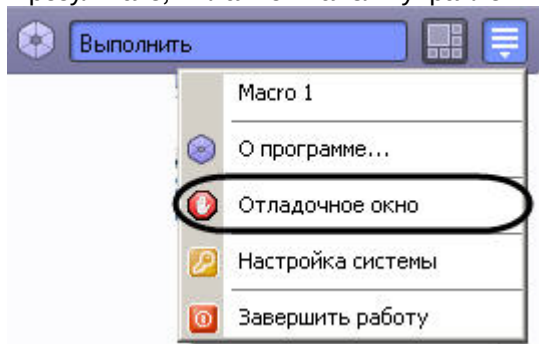 Выполнить
Macro 1
О программе...
Отладочное окно
Настройка системы
Завершить работу